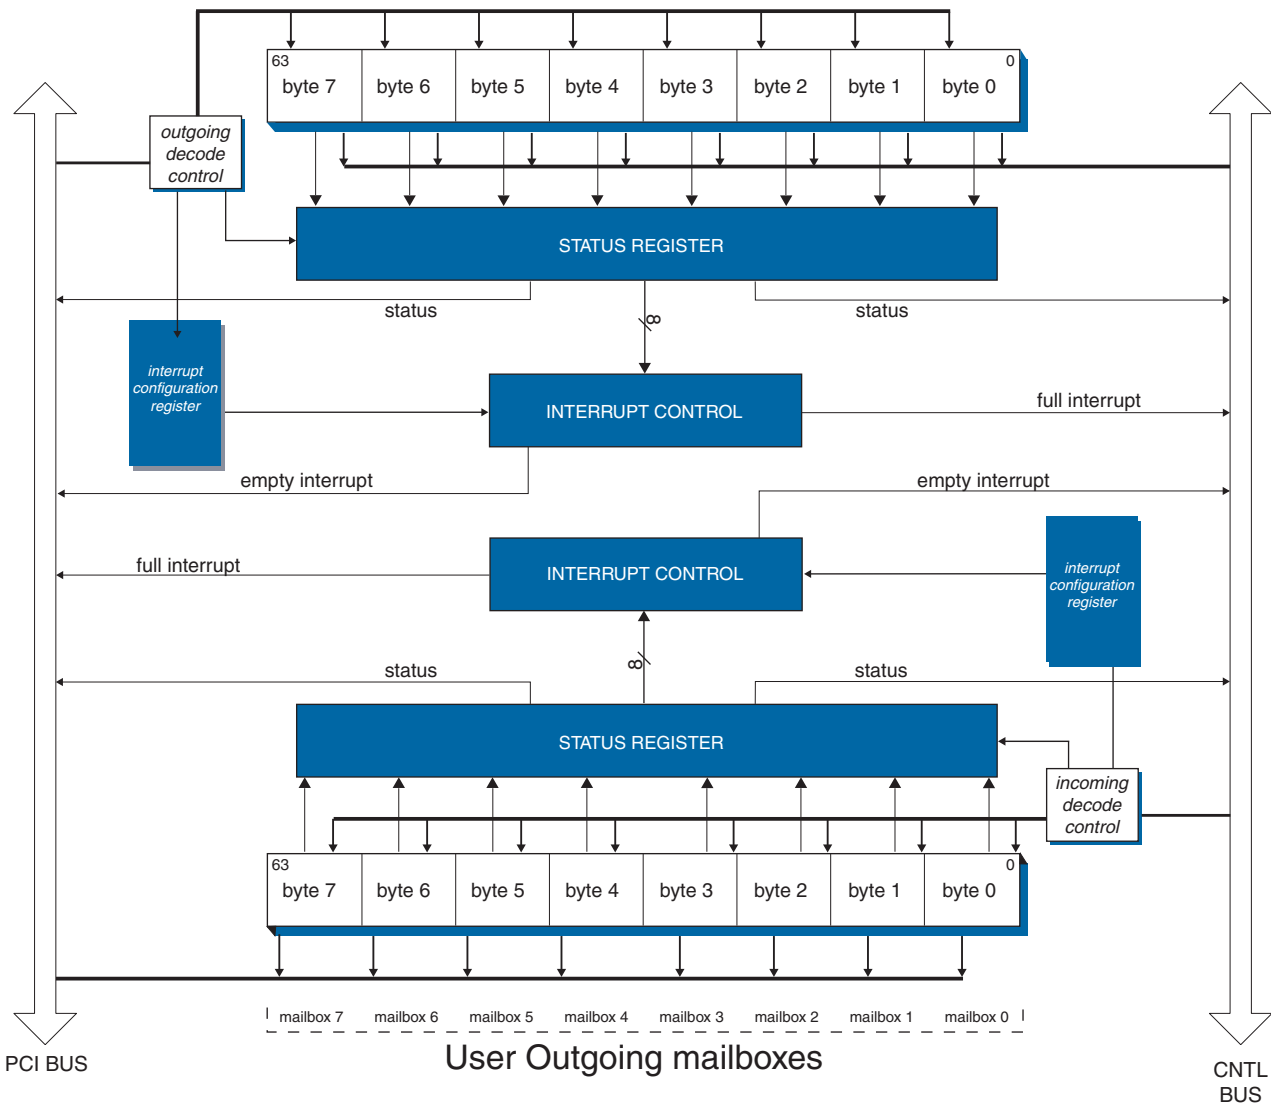 63
0
byte 7 byte 6 byte 5 byte 4 byte 3 byte 2 byte 1 byte 0
outgoing
decode
control
STATUS REGISTER
status
status
8
interrupt
configuration
register
INTERRUPT CONTROL
full interrupt
empty interrupt
empty interrupt
full interrupt
INTERRUPT CONTROL
interrupt
configuration
register
8
status
status
STATUS REGISTER
incoming
decode
control
63
0
byte 7 byte 6 byte 5 byte 4 byte 3 byte 2 byte 1 byte 0
mailbox 7 mailbox 6 mailbox 5 mailbox 4 mailbox 3 mailbox 2 mailbox 1 mailbox 0
User Outgoing mailboxes
PCI BUS
CNTL
BUS